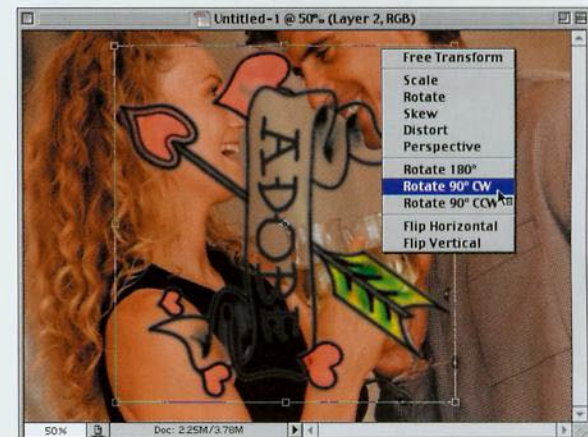 Untitled-1 @ 50% (Layer 2, RGB)
Free Transform
Scale
Rotate
Skew
Distort
Perspective
Rotate 180°
Rotate 90° CW
Rotate 90° CCW
Flip Horizontal
Flip Vertical
ADOBE
50%
Doc: 2.25M/3.78M